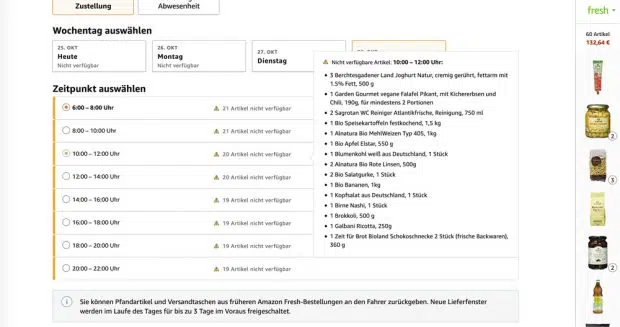 Zustellung
Abwesenheit
fresh
60 Artikel
132,64 €
Wochentag auswählen
25. OKT
Heute
Nicht verfügbar
26. OKT
Montag
Nicht verfügbar
27. OKT
Dienstag
Nicht verfügbare Artikel: 10:00 – 12:00 Uhr:
3 Berchtesgadener Land Joghurt Natur, cremig gerührt, fettarm mit
1.5% Fett, 500 g
1 Garden Gourmet vegane Falafel Pikant, mit Kichererbsen und
Chili, 190g, für mindestens 2 Portionen
2 Sagrotan WC Reiniger Atlantikfrische, Reinigung, 750 ml
1 Bio Speisekartoffeln festkochend, 1,5 kg
1 Alnatura Bio MehlWeizen Typ 405, 1kg
1 Bio Apfel Elstar, 550 g
1 Blumenkohl weiß aus Deutschland, 1 Stück
2 Alnatura Bio Rote Linsen, 500g
2 Bio Salatgurke, 1 Stück
1 Bio Bananen, 1kg
1 Kopfsalat aus Deutschland, 1 Stück
1 Birne Nashi, 1 Stück
1 Brokkoli, 500 g
1 Galbani Ricotta, 250g
1 Zeit für Brot Bioland Schokoschnecke 2 Stück (frische Backwaren),
360 g
Zeitpunkt auswählen
6:00 – 8:00 Uhr 21 Artikel nicht verfügbar
8:00 – 10:00 Uhr 21 Artikel nicht verfügbar
10:00 – 12:00 Uhr 20 Artikel nicht verfügbar
12:00 – 14:00 Uhr 20 Artikel nicht verfügbar
14:00 – 16:00 Uhr 19 Artikel nicht verfügbar
16:00 – 18:00 Uhr 19 Artikel nicht verfügbar
18:00 – 20:00 Uhr 19 Artikel nicht verfügbar
20:00 – 22:00 Uhr 19 Artikel nicht verfügbar
2
3
2
Sie können Pfandartikel und Versandtaschen aus früheren Amazon Fresh-Bestellungen an den Fahrer zurückgeben. Neue Lieferfenster
werden im Laufe des Tages für bis zu 3 Tage im Voraus freigeschaltet.